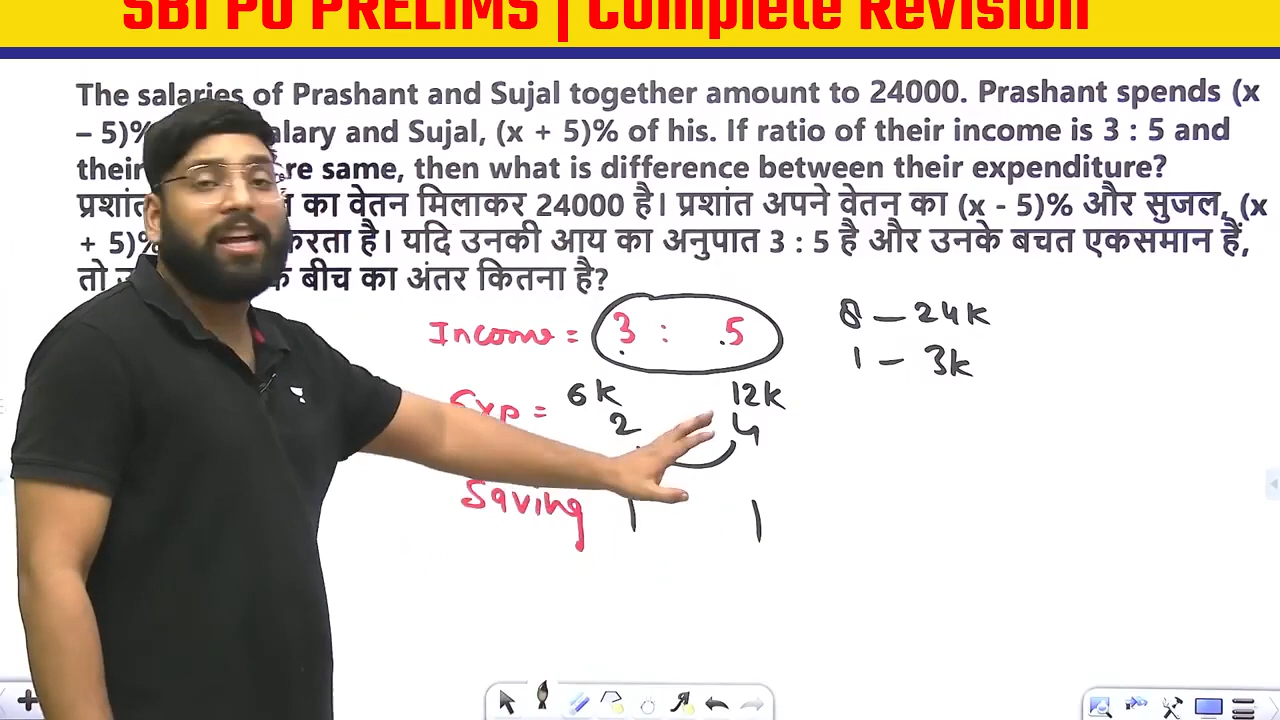 SBI PO PRELIMS | Complete Revision
The salaries of Prashant and Sujal together amount to 24000. Prashant spends (x
– 5)% alary and Sujal, (x + 5)% of his. If ratio of their income is 3 : 5 and
their re same, then what is difference between their expenditure?
प्रशांत का वेतन मिलाकर 24000 है। प्रशांत अपने वेतन का (x - 5)% और सुजल, (x
+ 5)% करता है। यदि उनकी आय का अनुपात 3 : 5 है और उनके बचत एकसमान हैं,
तो के बीच का अंतर कितना है?
Income = 3 : 5
8 — 24k
1 — 3k
6k 12k
Exp = 2 4
Saving 1 1